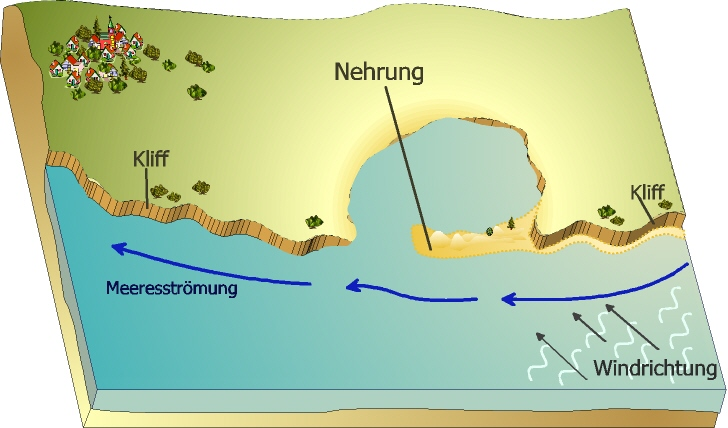 Nehrung
Kliff
Kliff
Meeresströmung
Windrichtung